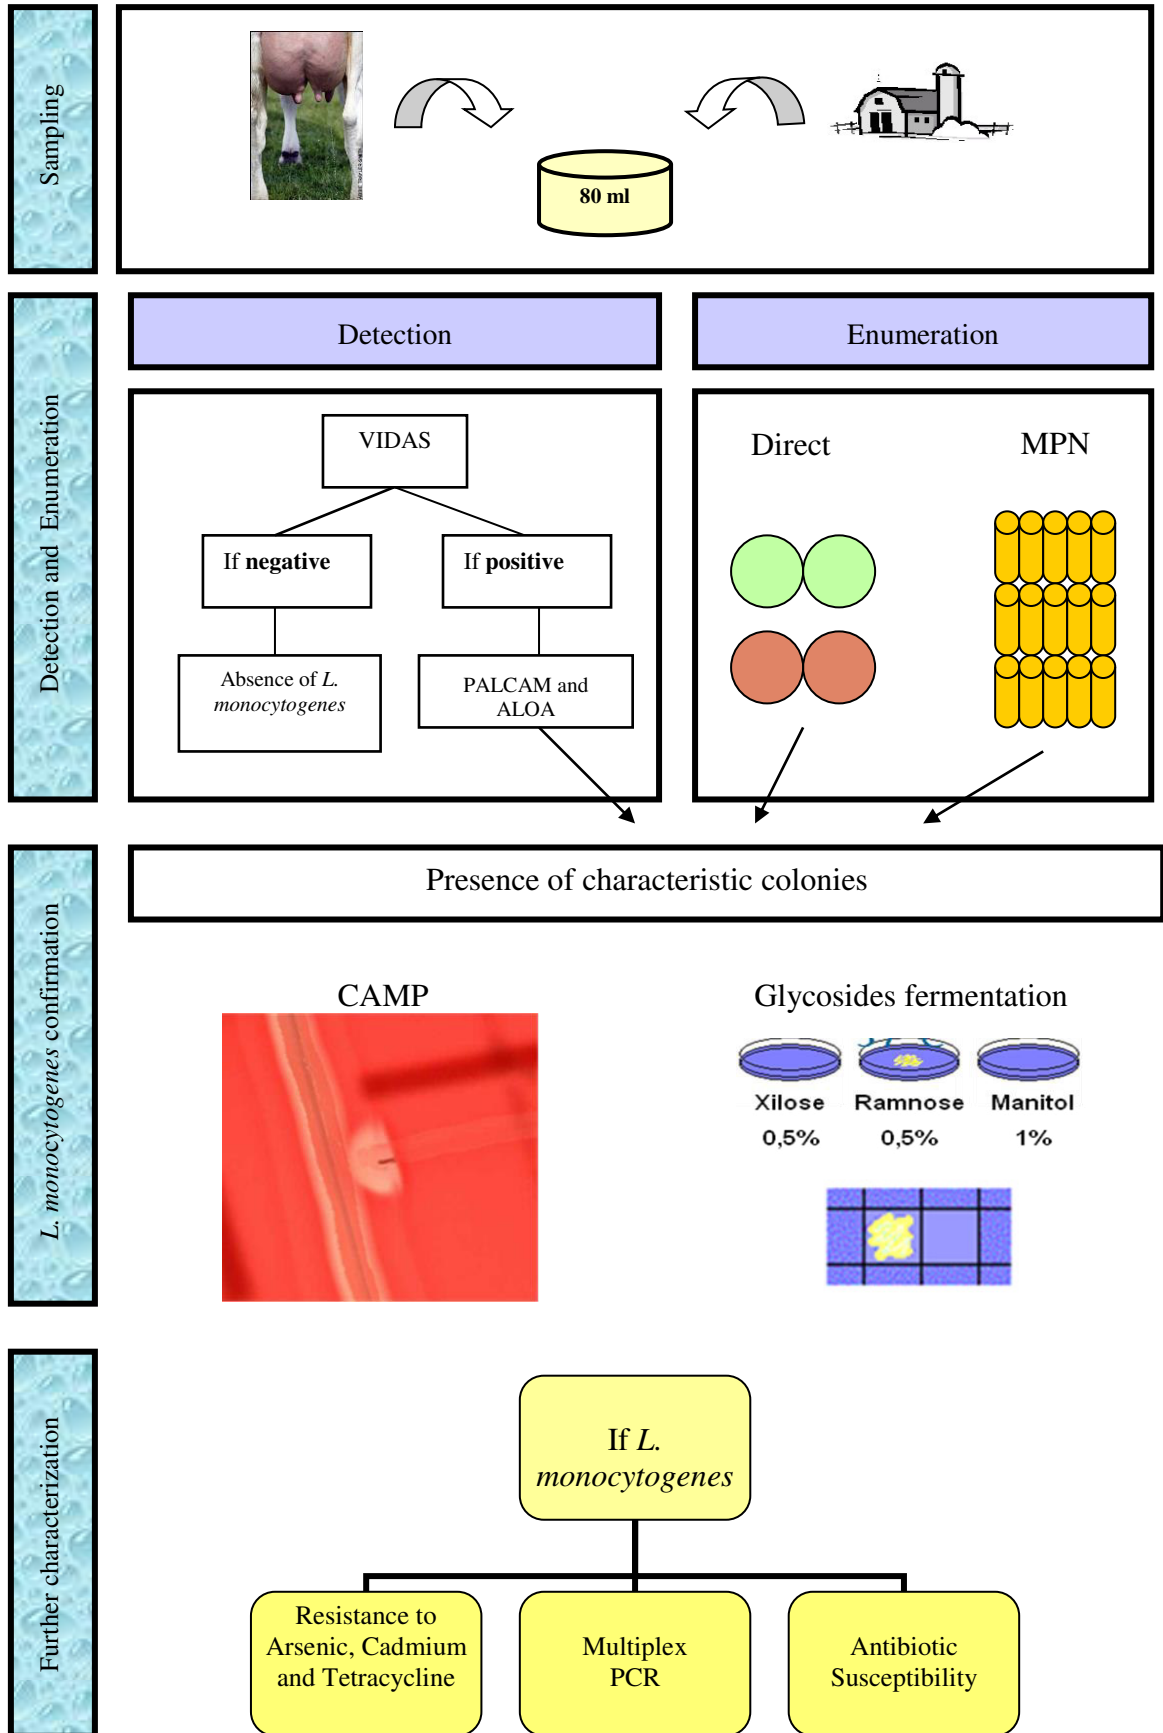 Sampling
80 ml
Detection and Enumeration
Detection
Enumeration
VIDAS
If negative
If positive
Absence of L.
monocytogenes
PALCAM and
ALOA
Direct
MPN
L. monocytogenes confirmation
Presence of characteristic colonies
CAMP
Glycosides fermentation
Xilose Ramnose Manitol
0,5% 0,5% 1%
Further characterization
If L.
monocytogenes
Resistance to
Arsenic, Cadmium
and Tetracycline
Multiplex
PCR
Antibiotic
Susceptibility